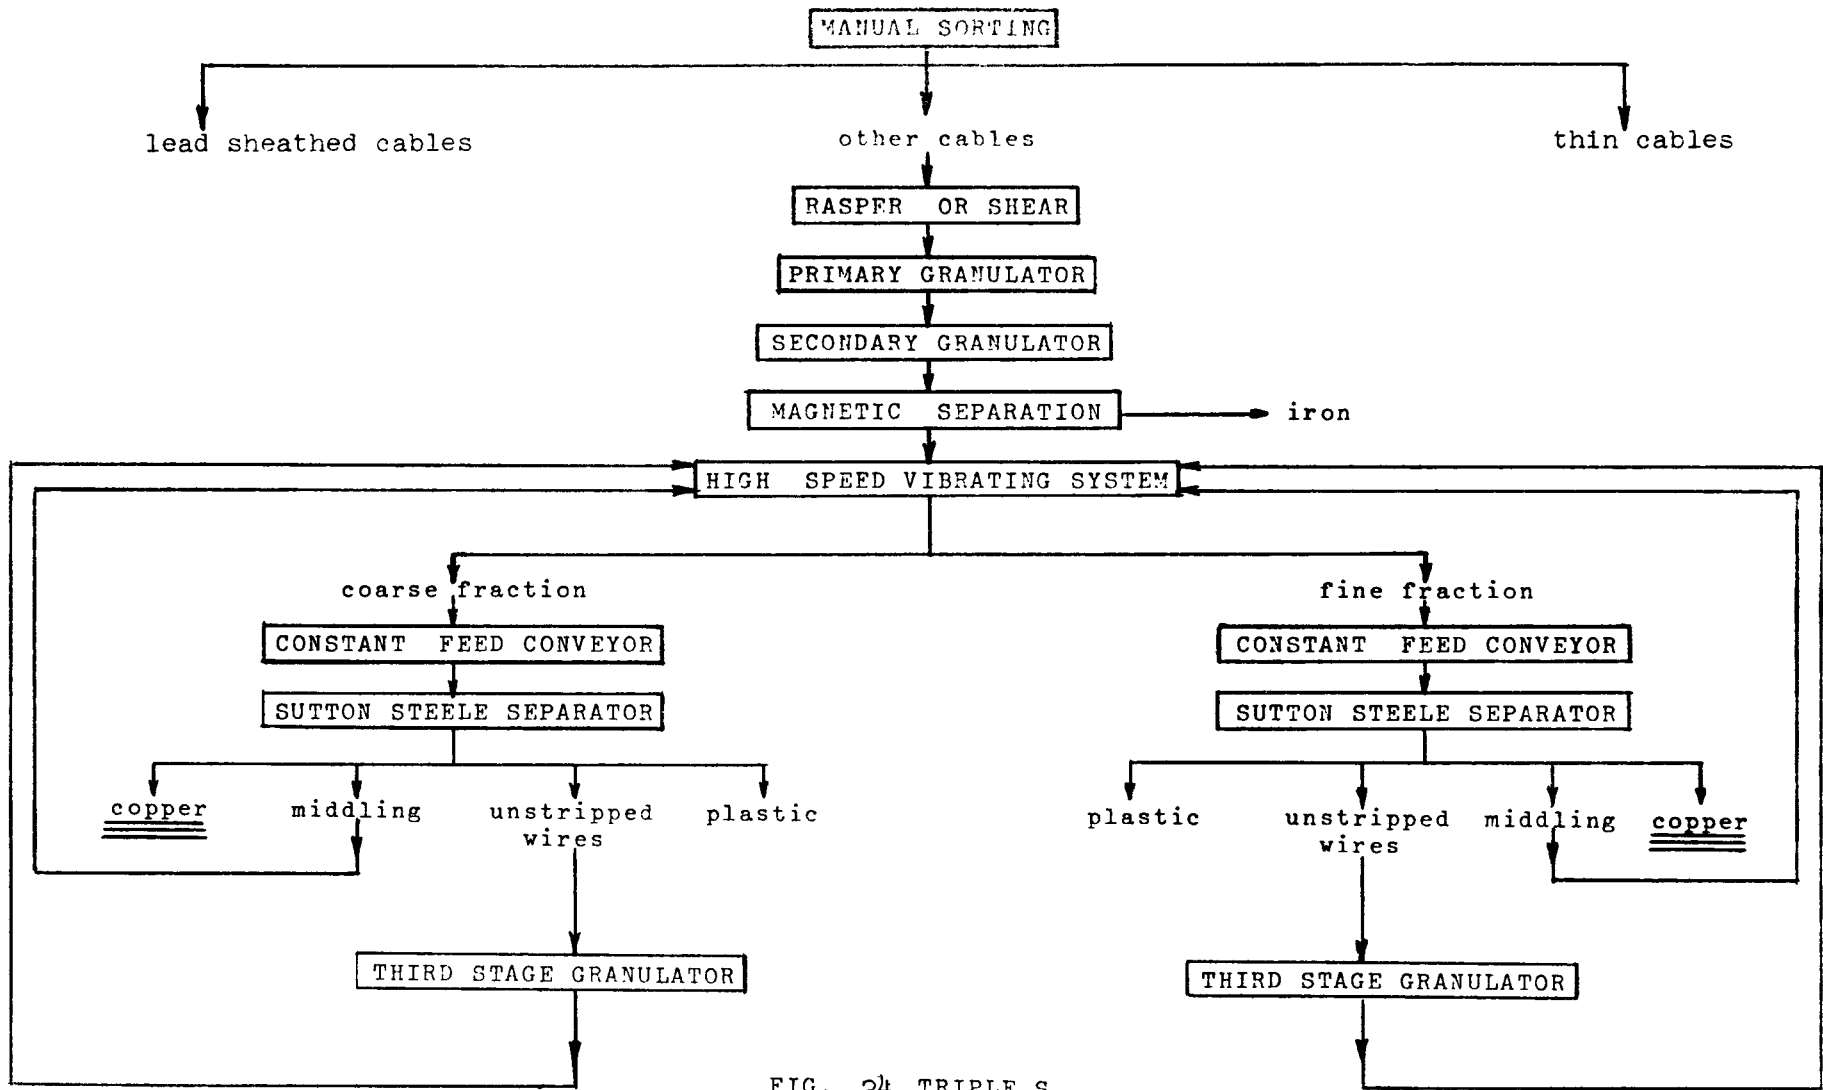 MANUAL SORTING
lead sheathed cables
other cables
thin cables
RASPER OR SHEAR
PRIMARY GRANULATOR
SECONDARY GRANULATOR
MAGNETIC SEPARATION
iron
HIGH SPEED VIBRATING SYSTEM
coarse fraction
fine fraction
CONSTANT FEED CONVEYOR
CONSTANT FEED CONVEYOR
SUTTON STEELE SEPARATOR
SUTTON STEELE SEPARATOR
copper
middling
unstripped
wires
plastic
plastic
unstripped
wires
middling
copper
THIRD STAGE GRANULATOR
THIRD STAGE GRANULATOR
FIG. 24 TRIPLE S